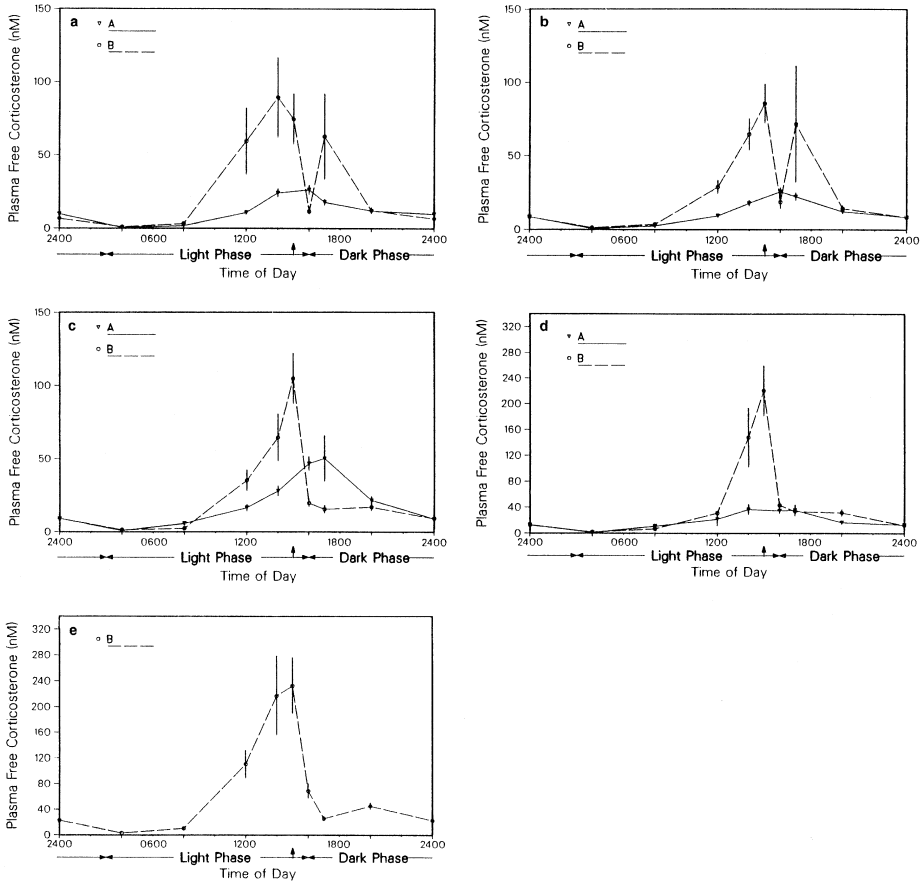 a
A
B
Plasma Free Corticosterone (nM)
150
100
50
0
2400 0600 1200 1800 2400
Light Phase Dark Phase
Time of Day
b
A
B
Plasma Free Corticosterone (nM)
150
100
50
0
2400 0600 1200 1800 2400
Light Phase Dark Phase
Time of Day
c
A
B
Plasma Free Corticosterone (nM)
150
100
50
0
2400 0600 1200 1800 2400
Light Phase Dark Phase
Time of Day
d
A
B
Plasma Free Corticosterone (nM)
320
280
240
200
160
120
80
40
0
2400 2400 0600 1200 1800 2400
Light Phase Dark Phase
Time of Day
e
B
Plasma Free Corticosterone (nM)
320
280
240
200
160
120
80
40
0
2400 0600 1200 1800 2400
Light Phase Dark Phase
Time of Day